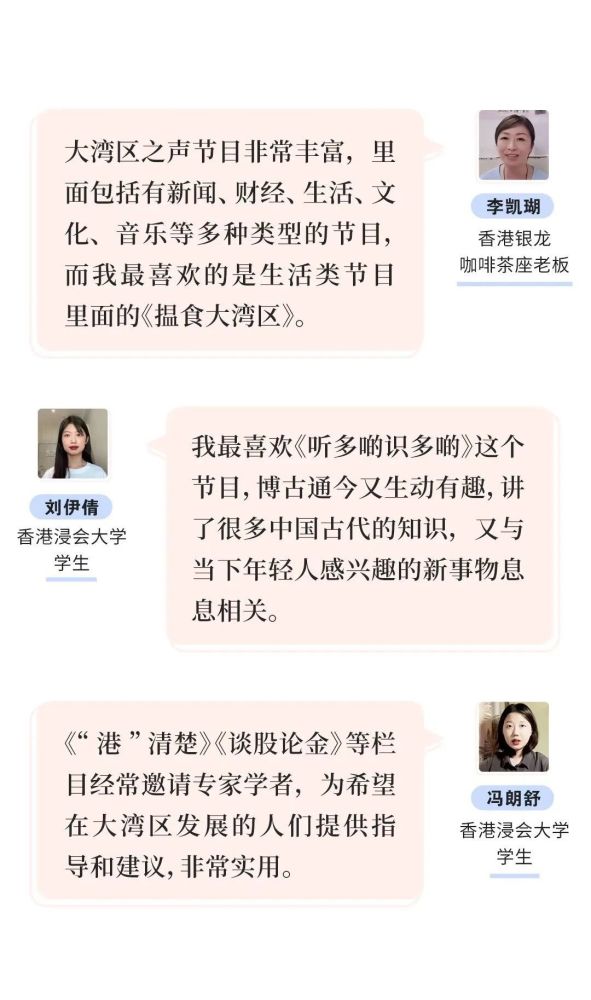 大湾区之声节目非常丰富，里
面包括有新闻、财经、生活、文
化、音乐等多种类型的节目，
而我最喜欢的是生活类节目
里面的《揾食大湾区》。
李凯瑚
香港银龙
咖啡茶座老板
我最喜欢《听多啲识多啲》这个
节目，博古通今又生动有趣，讲
了很多中国古代的知识，又与
当下年轻人感兴趣的新事物息
息相关。
刘伊倩
香港浸会大学
学生
《“港”清楚》《谈股论金》等栏
目经常邀请专家学者，为希望
在大湾区发展的人们提供指
导和建议，非常实用。
冯朗舒
香港浸会大学
学生